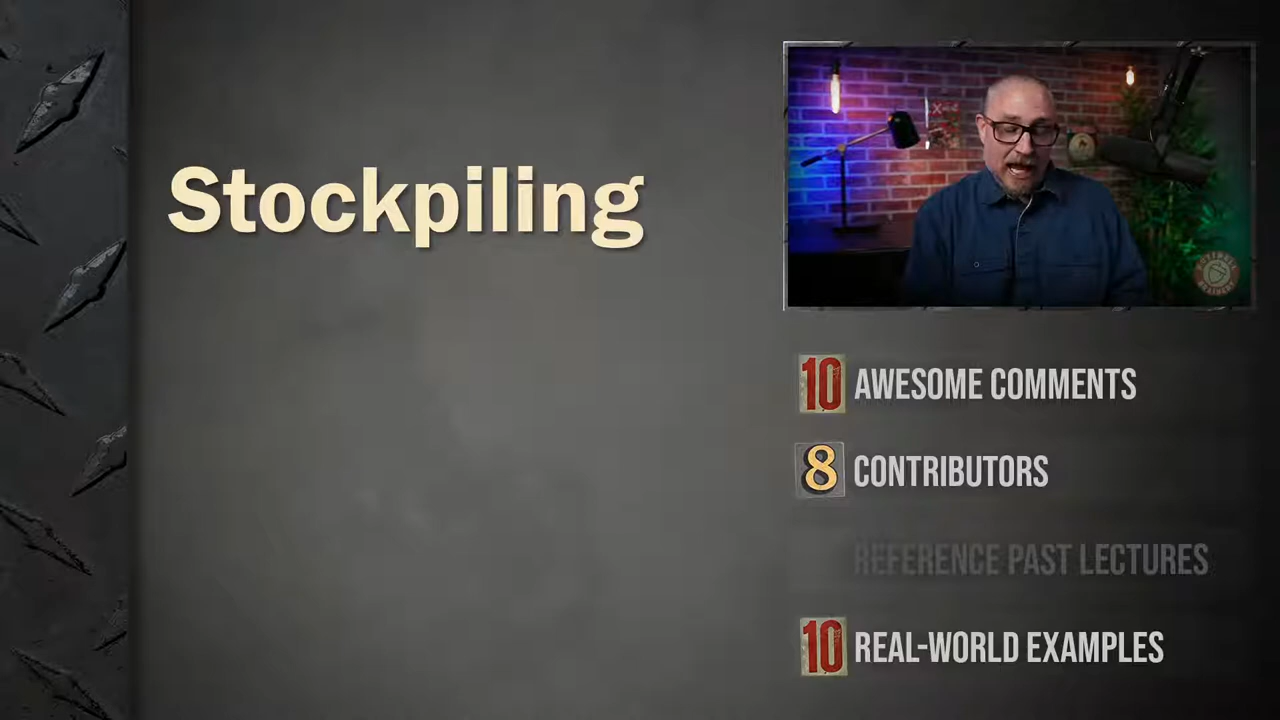 Stockpiling
10 AWESOME COMMENTS
8 CONTRIBUTORS
REFERENCE PAST LECTURES
10 REAL-WORLD EXAMPLES